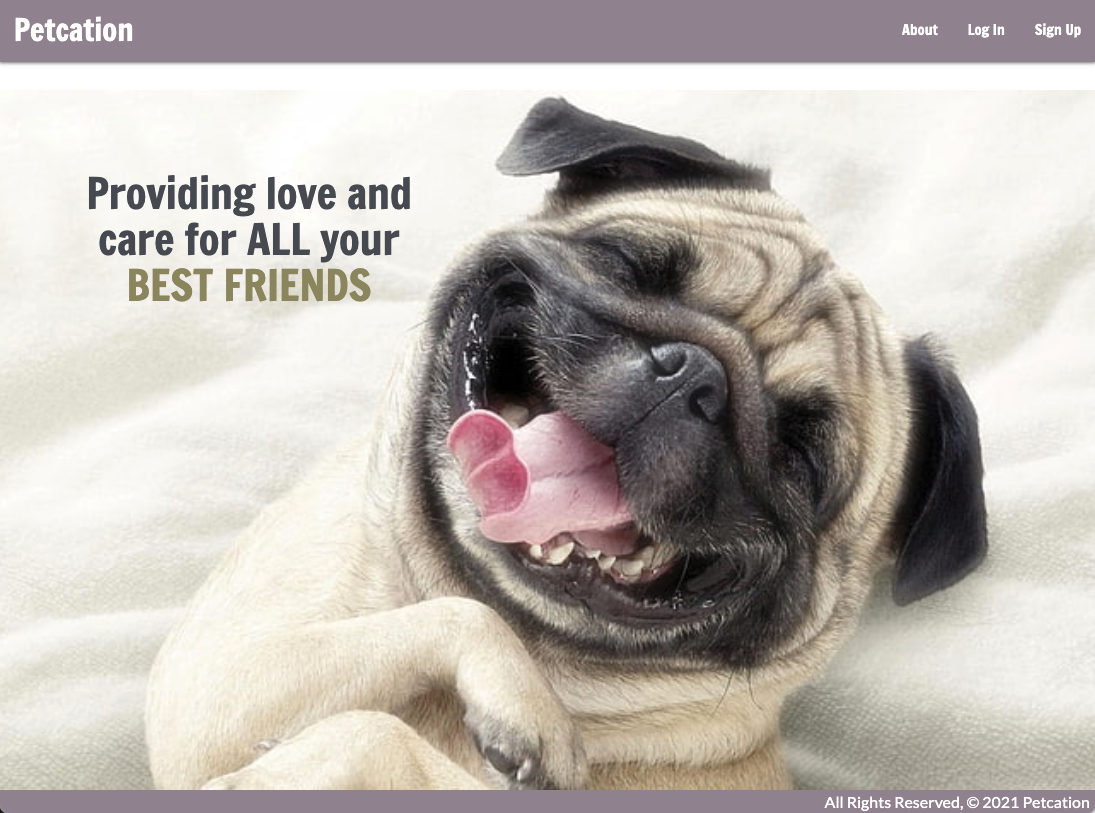 Petcation
About Log In Sign Up
Providing love and
care for ALL your
BEST FRIENDS
All Rights Reserved, © 2021 Petcation